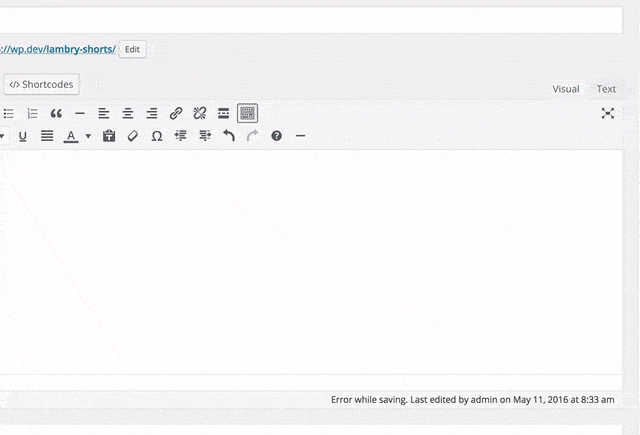 ://wp.dev/lambry-shorts/ Edit
</> Shortcodes
Visual Text
Error while saving. Last edited by admin on May 11, 2016 at 8:33 am